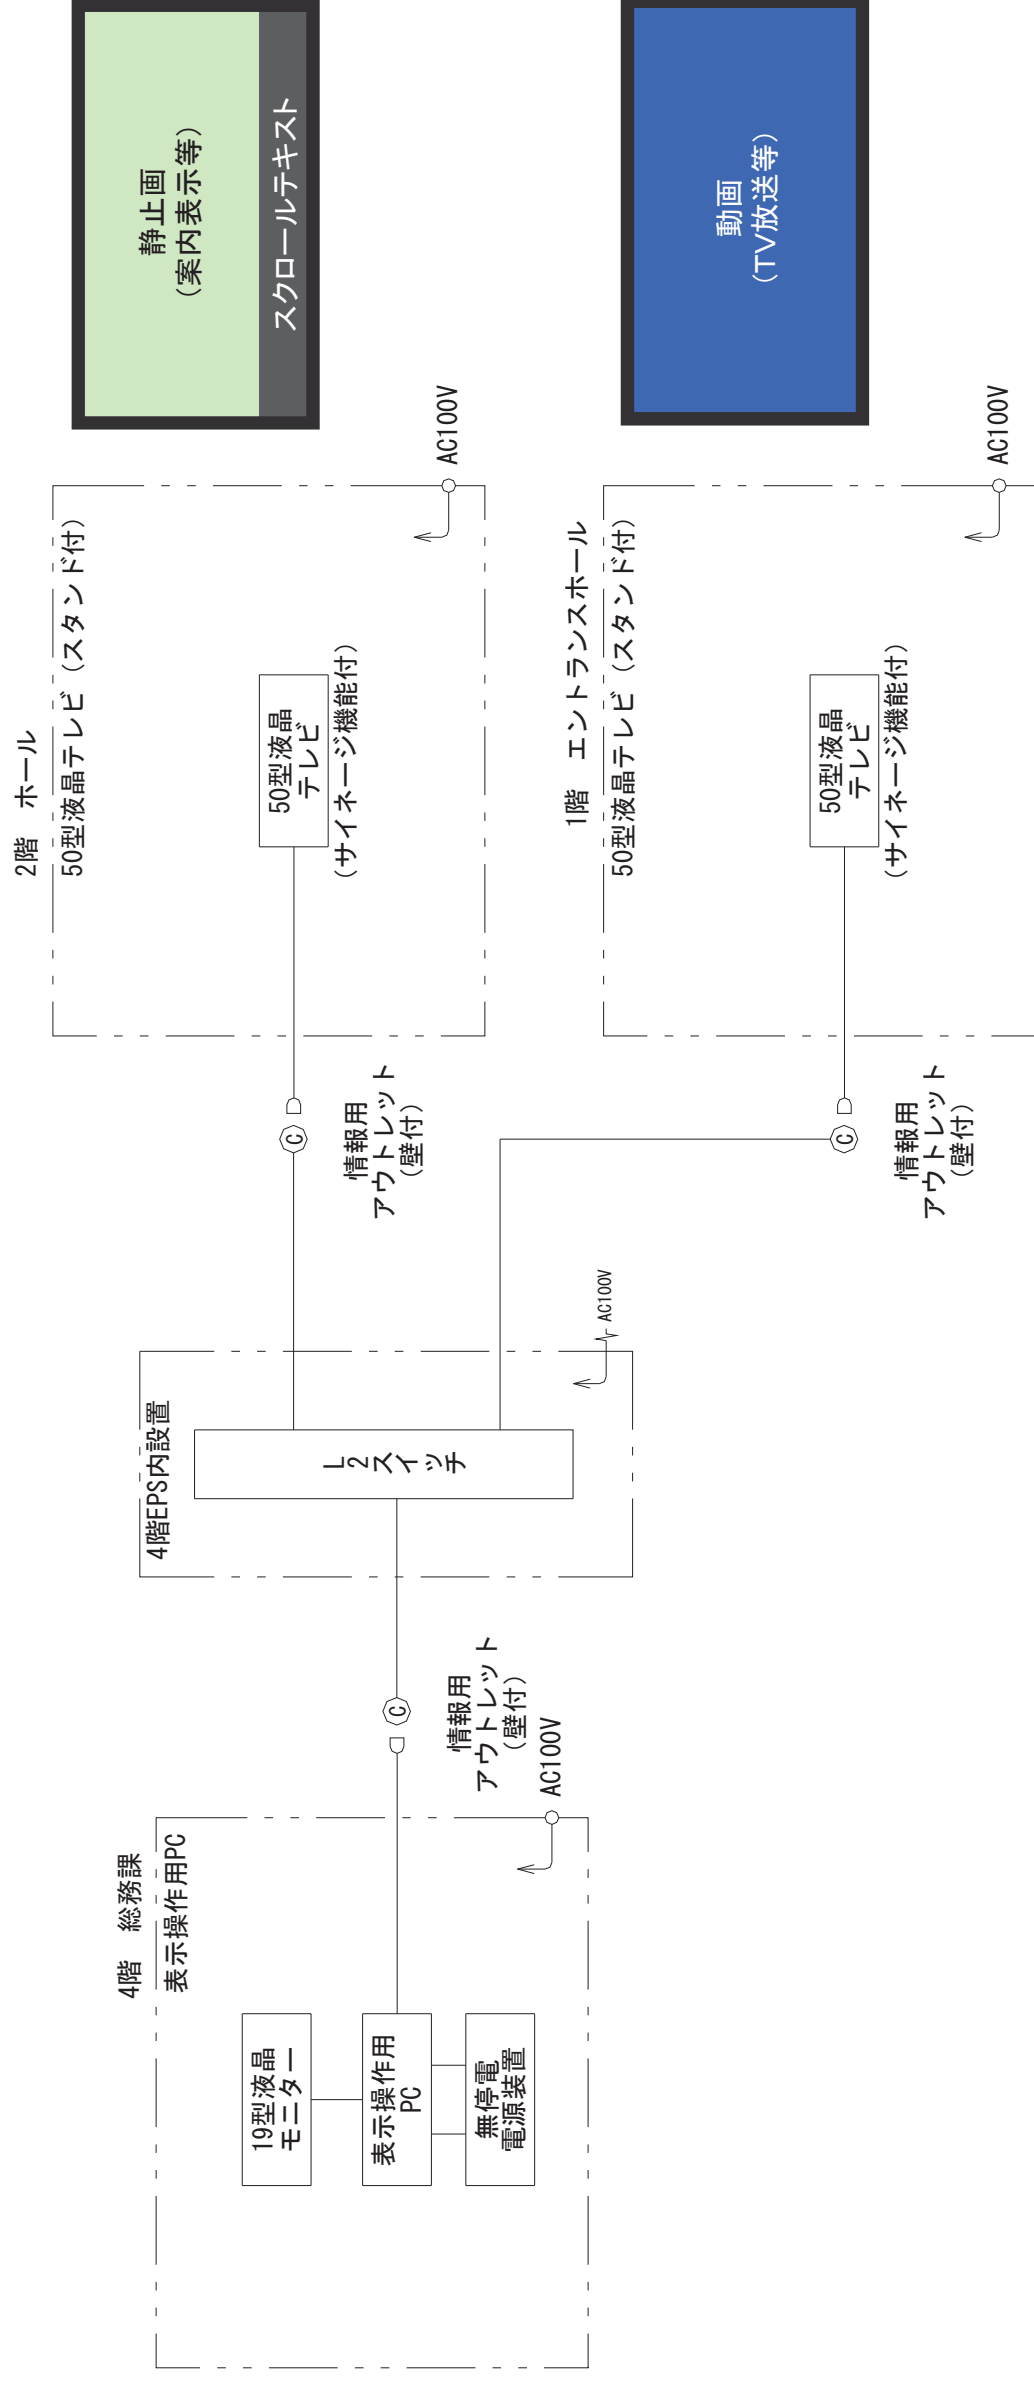 4階　総務課
表示操作用PC
19型液晶
モニター
表示操作用
PC
無停電
電源装置
AC100V
情報用
アウトレット
(壁付)
C
4階EPS内設置
L2スイッチ
AC100V
2階　ホール
50型液晶テレビ (スタンド付)
C
情報用
アウトレット
(壁付)
50型液晶
テレビ
(サイネージ機能付)
AC100V
静止画
(案内表示等)
スクロールテキスト
1階　エントランスホール
50型液晶テレビ (スタンド付)
C
情報用
アウトレット
(壁付)
50型液晶
テレビ
(サイネージ機能付)
AC100V
動画
(TV放送等)